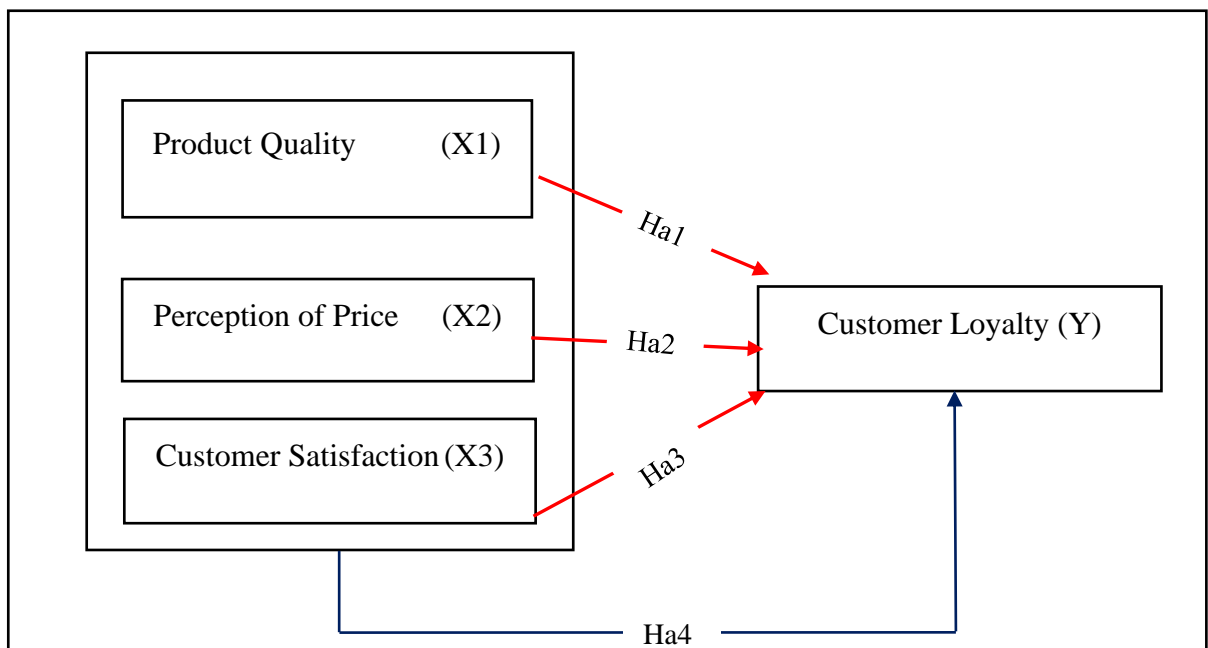 Product Quality (X1)
Ha1
Perception of Price (X2)
Ha2
Customer Loyalty (Y)
Customer Satisfaction (X3)
Ha3
Ha4